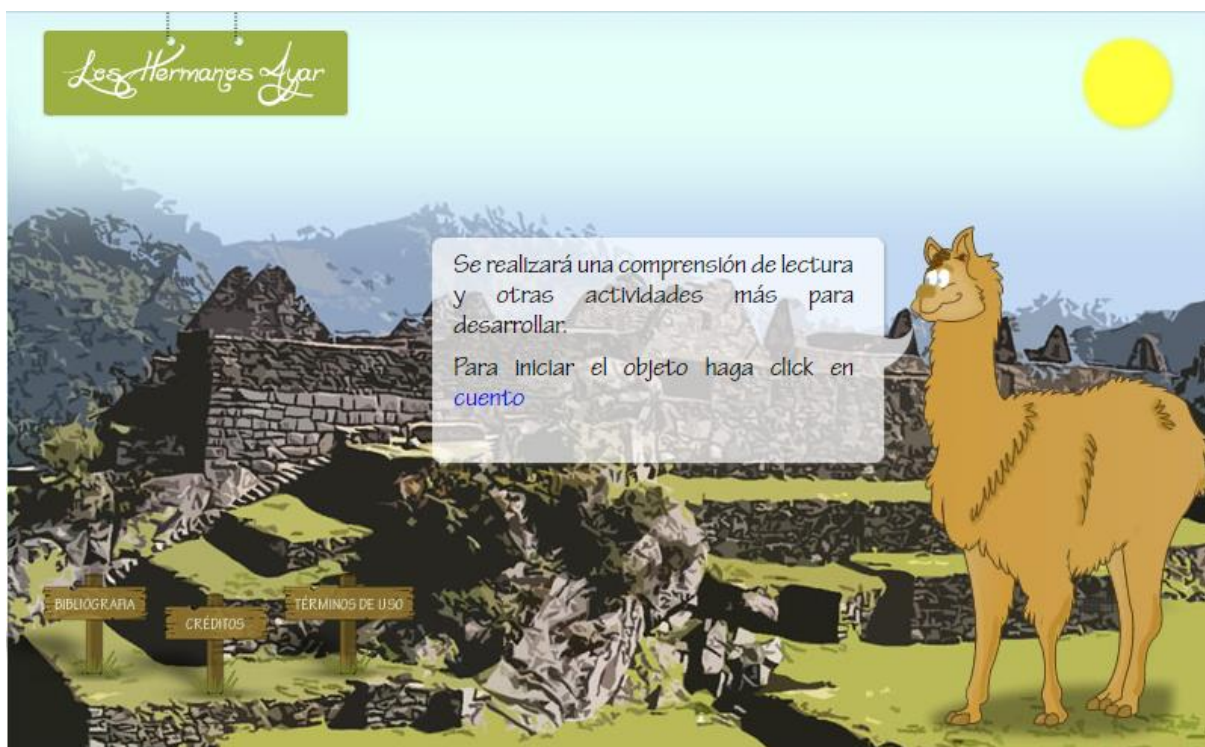 Los Hermanos Ayar
Se realizará una comprensión de lectura
y otras actividades más para
desarrollar.
Para iniciar el objeto haga click en
cuento
BIBLIOGRAFIA
CRÉDITOS
TÉRMINOS DE USO